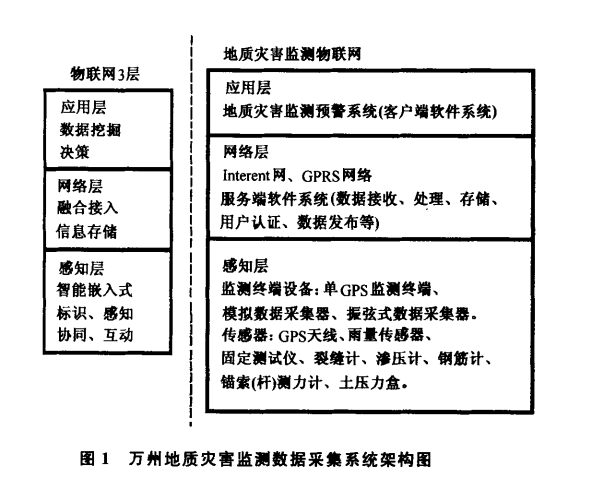 物联网3层
应用层
数据挖掘
决策
网络层
融合接入
信息存储
感知层
智能嵌入式
标识、感知
协同、互动
地质灾害监测物联网
应用层
地质灾害监测预警系统(客户端软件系统)
网络层
Interent网、GPRS网络
服务端软件系统(数据接收、处理、存储、
用户认证、数据发布等)
感知层
监测终端设备:单GPS监测终端、
模拟数据采集器、振弦式数据采集器。
传感器:GPS天线、雨量传感器、
固定测试仪、裂缝计、渗压计、钢筋计、
锚索(杆)测力计、土压力盒。
图1 万州地质灾害监测数据采集系统架构图